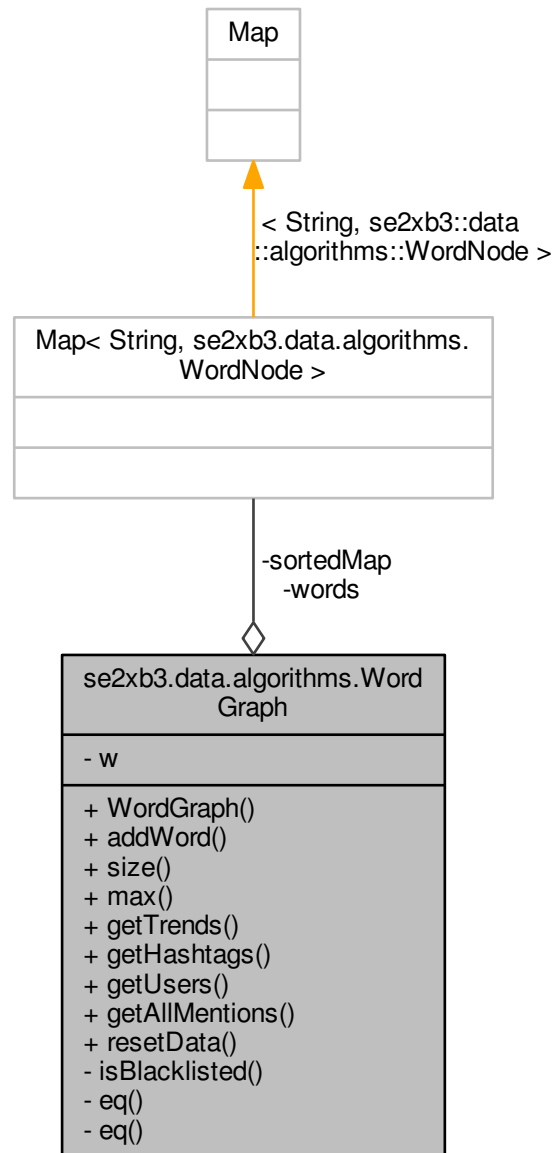 Map
< String, se2xb3::data
::algorithms::WordNode >
Map< String, se2xb3.data.algorithms.
WordNode >
-sortedMap
-words
se2xb3.data.algorithms.Word
Graph
- w
+ WordGraph()
+ addWord()
+ size()
+ max()
+ getTrends()
+ getHashtags()
+ getUsers()
+ getAllMentions()
+ resetData()
- isBlacklisted()
- eq()
- eq()